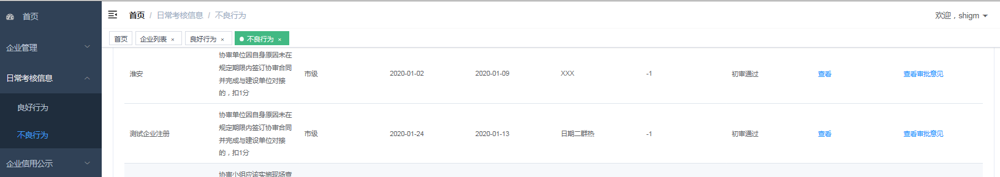 首页
企业管理
日常考核信息
良好行为
不良行为
企业信用公示
首页 / 日常考核信息 / 不良行为
欢迎，shigm
首页 企业列表 × 良好行为 × 不良行为 ×
协审单位因自身原因未在
规定期限内签订协审合同
并完成与建设单位对接
的，扣1分
淮安 市级 2020-01-02 2020-01-09 XXX -1 初审通过 查看 查看审批意见
协审单位因自身原因未在
规定期限内签订协审合同
并完成与建设单位对接
的，扣1分
测试企业注册 市级 2020-01-24 2020-01-13 日期二群热 -1 初审通过 查看 查看审批意见
协审小组应该实施现场查